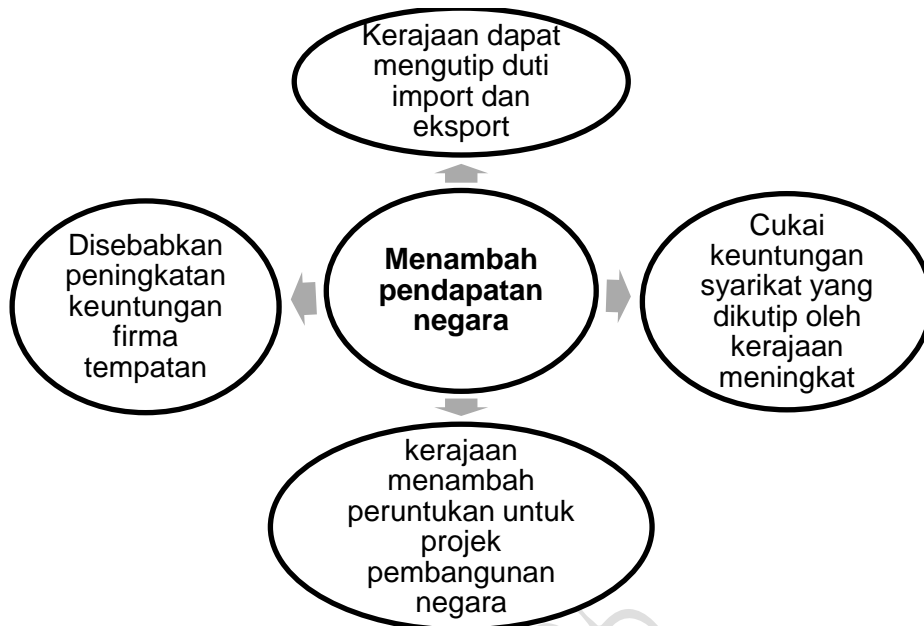 Kerajaan dapat
mengutip duti
import dan
eksport
Disebabkan
peningkatan
keuntungan
firma
tempatan
Menambah
pendapatan
negara
Cukai
keuntungan
syarikat yang
dikutip oleh
kerajaan
meningkat
kerajaan
menambah
peruntukan untuk
projek
pembangunan
negara